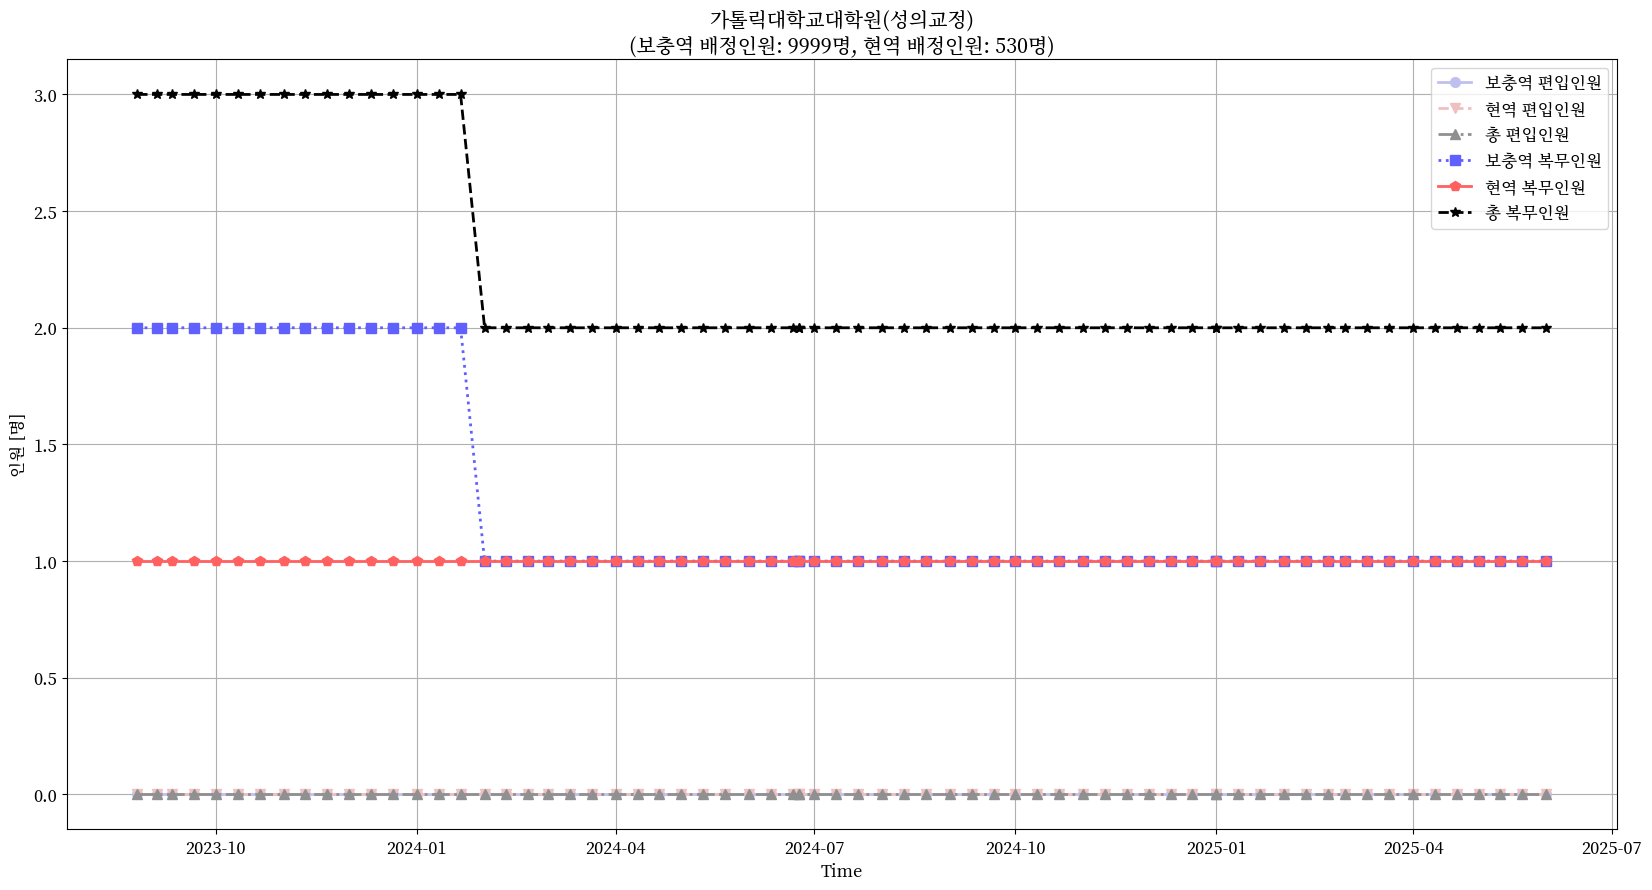 가톨릭대학교대학원(성의교정)
(보충역 배정인원: 9999명, 현역 배정인원: 530명)
보충역 편입인원
현역 편입인원
총 편입인원
보충역 복무인원
현역 복무인원
총 복무인원
인원 [명]
3.0
2.5
2.0
1.5
1.0
0.5
0.0
2023-10
2024-01
2024-04
2024-07
2024-10
2025-01
2025-04
2025-07
Time